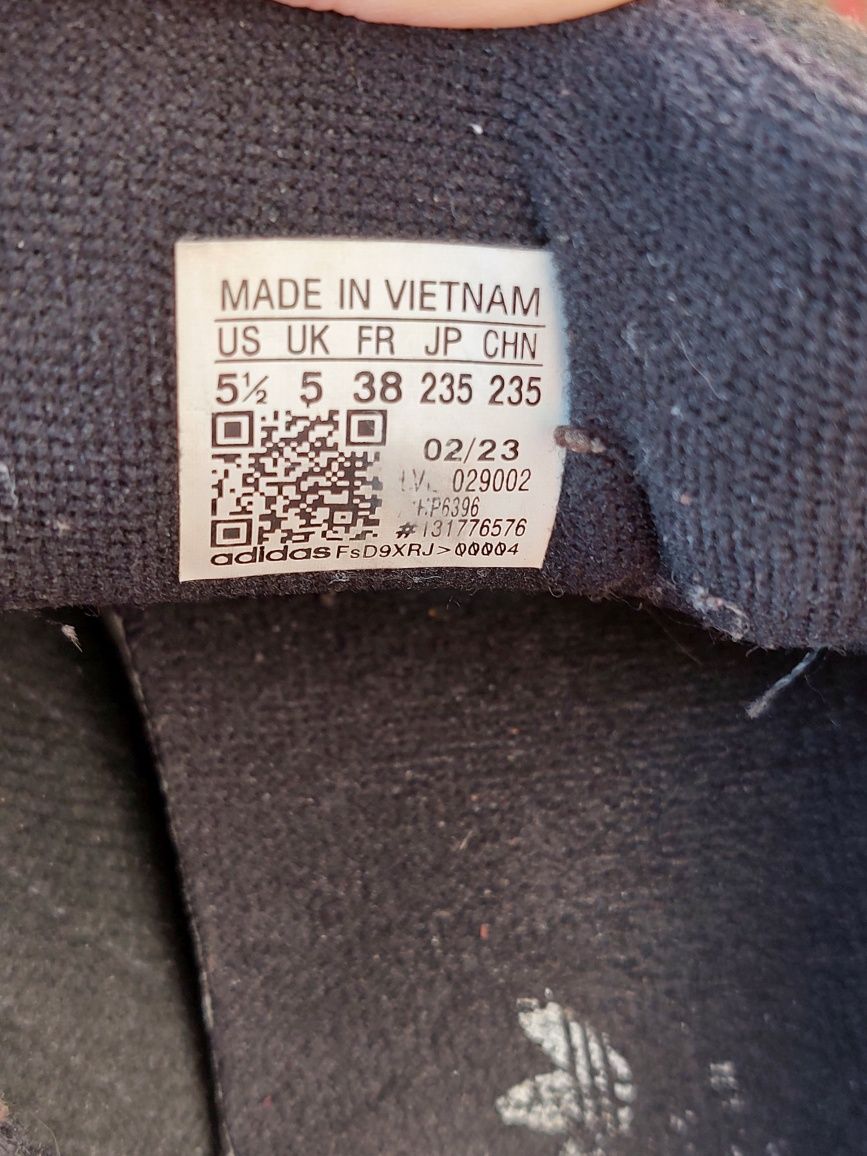 MADE IN VIETNAM
US UK FR JP CHN
5½ 5 38 235 235
02/23
029002
HP6396
#131776576
adidas FsD9XRJ>00004